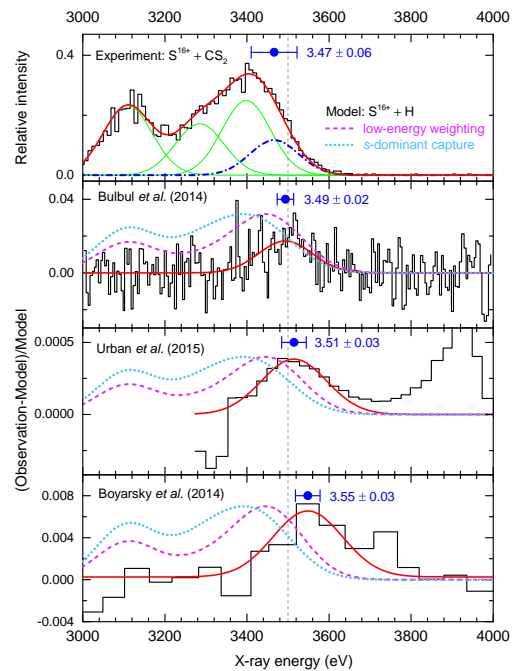 3000 3200 3400 3600 3800 4000
Experiment: S16+ + CS2
3.47 ± 0.06
Model: S16+ + H
low-energy weighting
s-dominant capture
0.4
0.0
Relative intensity
Bulbul et al. (2014)
3.49 ± 0.02
0.04
0.00
Urban et al. (2015)
3.51 ± 0.03
0.0005
0.0000
(Observation-Model)/Model
Boyarsky et al. (2014)
3.55 ± 0.03
0.008
0.004
0.000
-0.004
3000 3200 3400 3600 3800 4000
X-ray energy (eV)